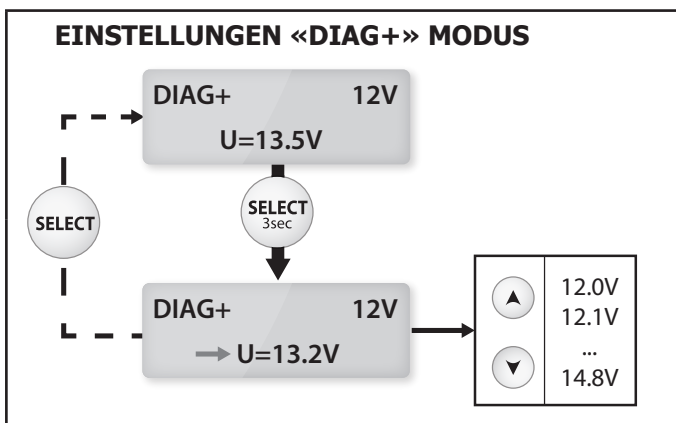 EINSTELLUNGEN «DIAG+» MODUS
DIAG+ 12V
U=13.5V
SELECT
SELECT
3sec
DIAG+ 12V
U=13.2V
12.0V
12.1V
...
14.8V